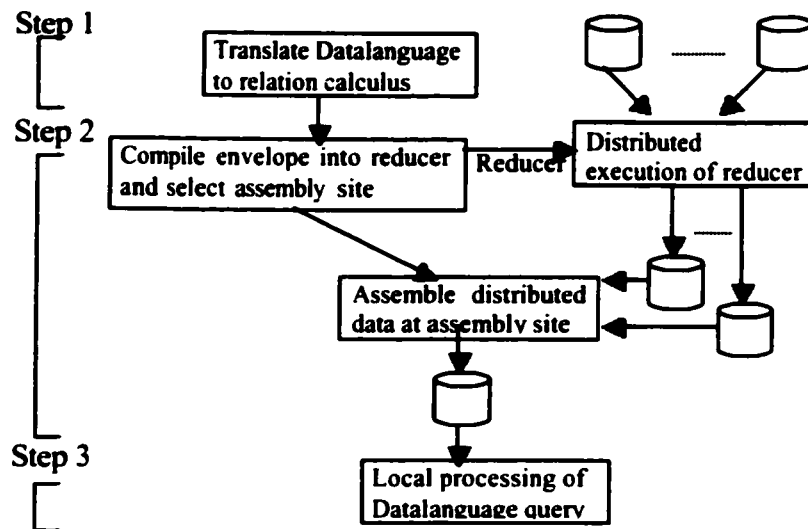 Step 1
Translate Datalanguage
to relation calculus
Step 2
Compile envelope into reducer
and select assembly site
Reducer
Distributed
execution of reducer
Assemble distributed
data at assembly site
Step 3
Local processing of
Datalanguage query